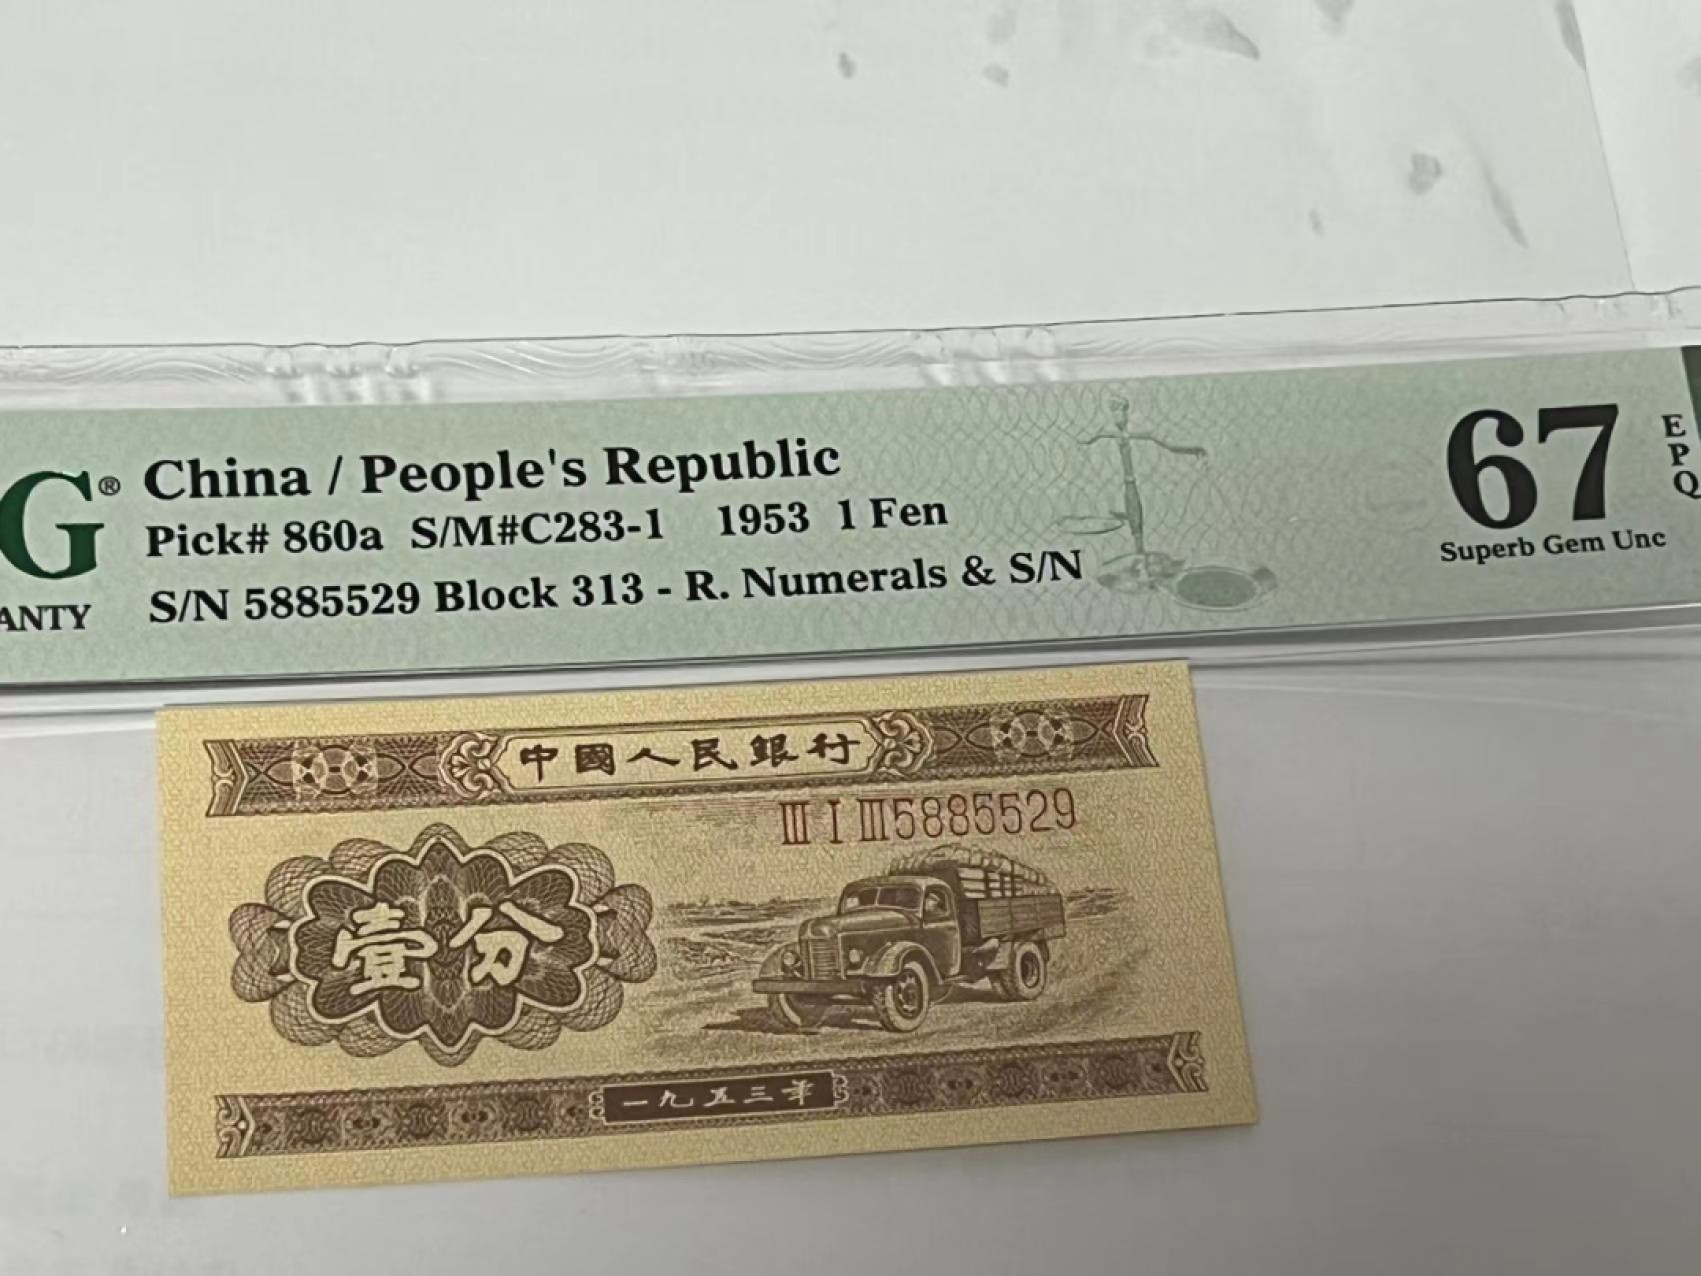 G® China / People's Republic
Pick# 860a S/M#C283-1 1953 1 Fen
ANTY S/N 5885529 Block 313 - R. Numerals & S/N
67
EPQ
Superb Gem Unc
中國人民銀行
ⅢⅠⅢ5885529
壹分
一九五三年